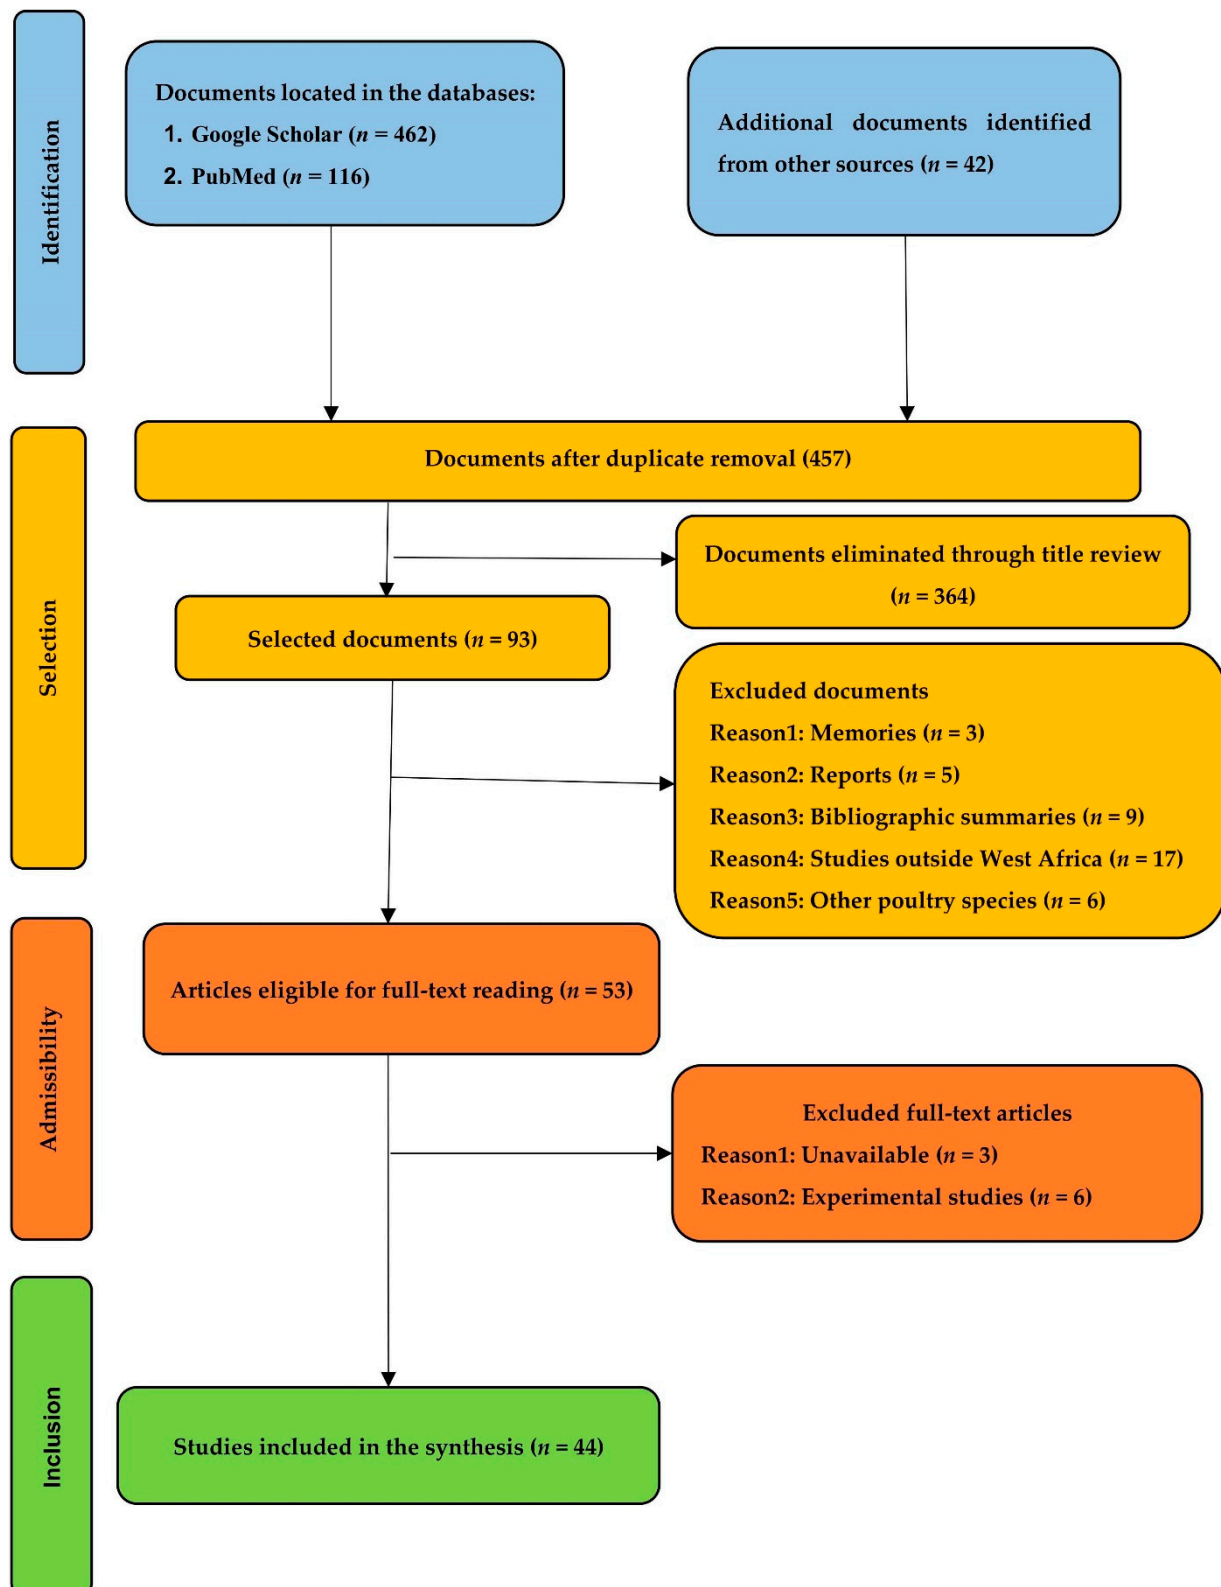 Identification
Documents located in the databases:
1. Google Scholar (n = 462)
2. PubMed (n = 116)
Additional documents identified
from other sources (n = 42)
Selection
Documents after duplicate removal (457)
Documents eliminated through title review
(n = 364)
Selected documents (n = 93)
Excluded documents
Reason1: Memories (n = 3)
Reason2: Reports (n = 5)
Reason3: Bibliographic summaries (n = 9)
Reason4: Studies outside West Africa (n = 17)
Reason5: Other poultry species (n = 6)
Admissibility
Articles eligible for full-text reading (n = 53)
Excluded full-text articles
Reason1: Unavailable (n = 3)
Reason2: Experimental studies (n = 6)
Inclusion
Studies included in the synthesis (n = 44)